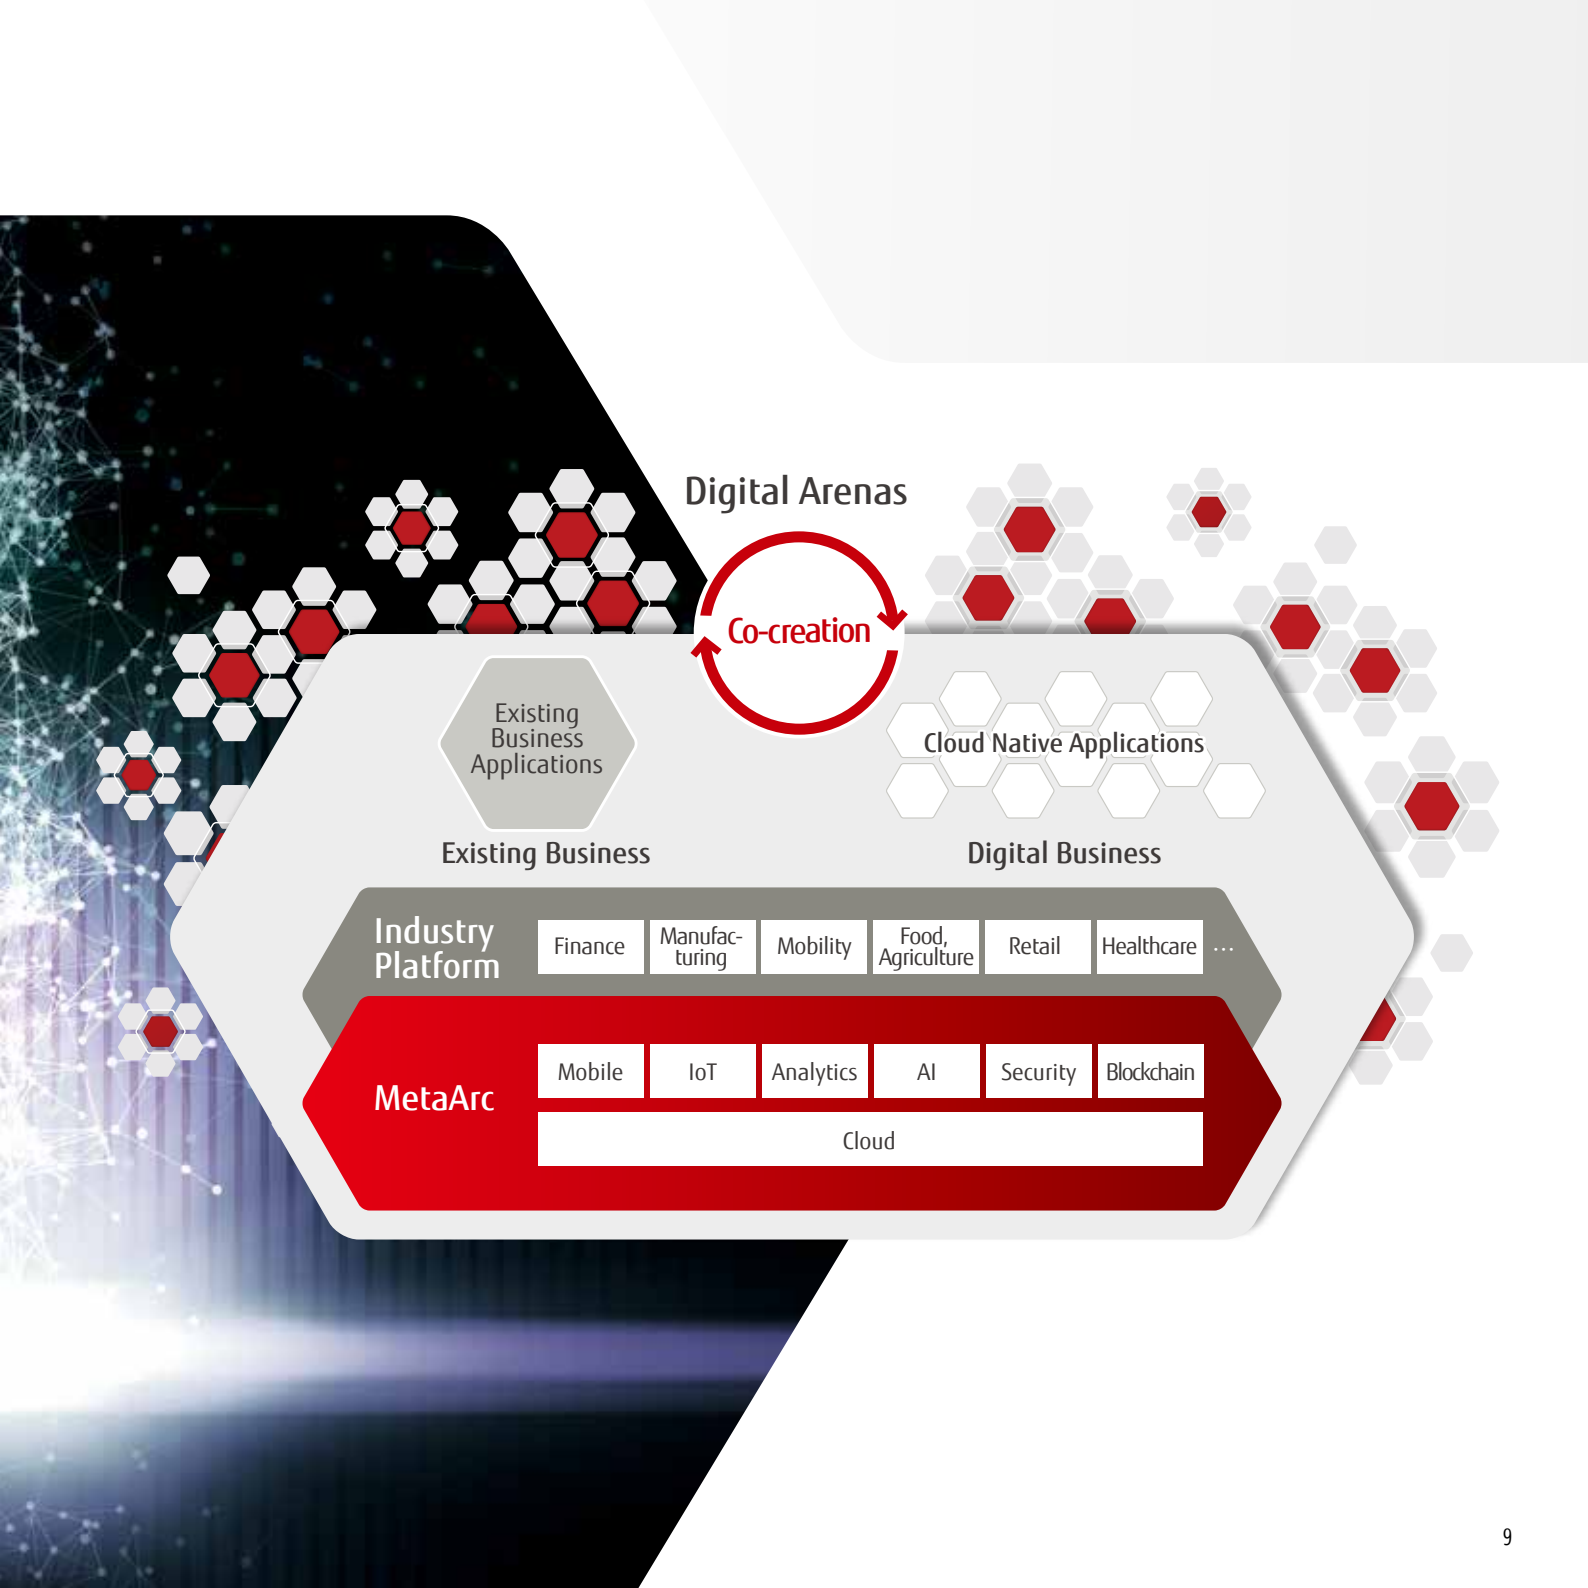 Digital Arenas
Co-creation
Existing
Business
Applications
Cloud Native Applications
Existing Business
Digital Business
Industry
Platform
Finance
Manufac-
turing
Mobility
Food,
Agriculture
Retail
Healthcare
...
MetaArc
Mobile
IoT
Analytics
AI
Security
Blockchain
Cloud
9